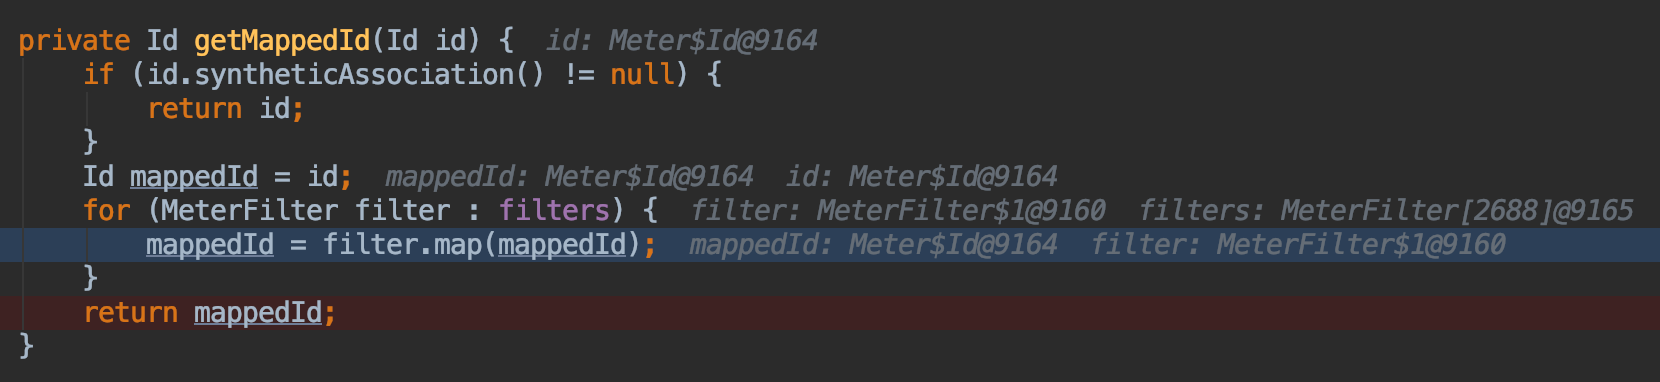 private Id getMappedId(Id id) {  id: Meter$Id@9164
    if (id.syntheticAssociation() != null) {
        return id;
    }
    Id mappedId = id;  mappedId: Meter$Id@9164  id: Meter$Id@9164
    for (MeterFilter filter : filters) {  filter: MeterFilter$1@9160  filters: MeterFilter[2688]@9165
        mappedId = filter.map(mappedId);  mappedId: Meter$Id@9164  filter: MeterFilter$1@9160
    }
    return mappedId;
}